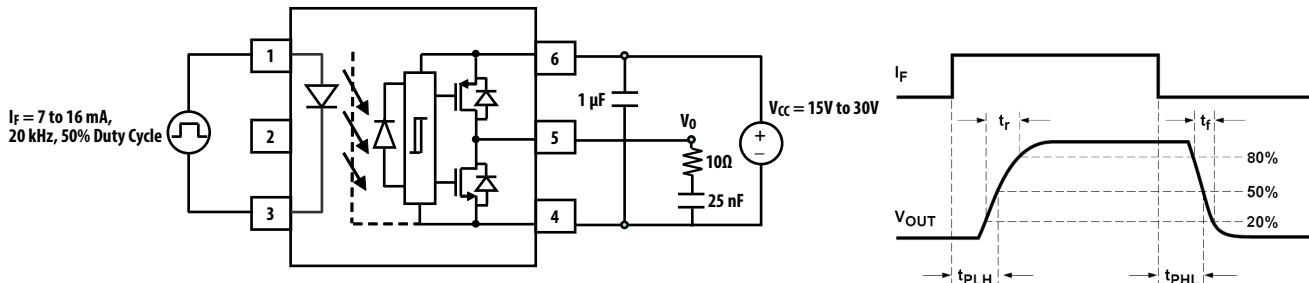 1
2
3
I_F = 7 to 16 mA,
20 kHz, 50% Duty Cycle
6
5
4
1 µF
V_O
10Ω
25 nF
V_CC = 15V to 30V
+
−
I_F
t_r
t_f
80%
50%
20%
V_OUT
t_PLH
t_PHL